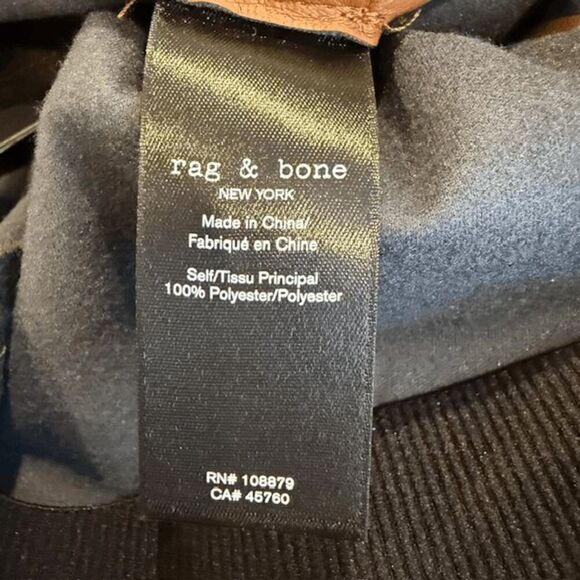 rag & bone
NEW YORK
Made in China/
Fabriqué en Chine
Self/Tissu Principal
100% Polyester/Polyester
RN# 108879
CA# 45760